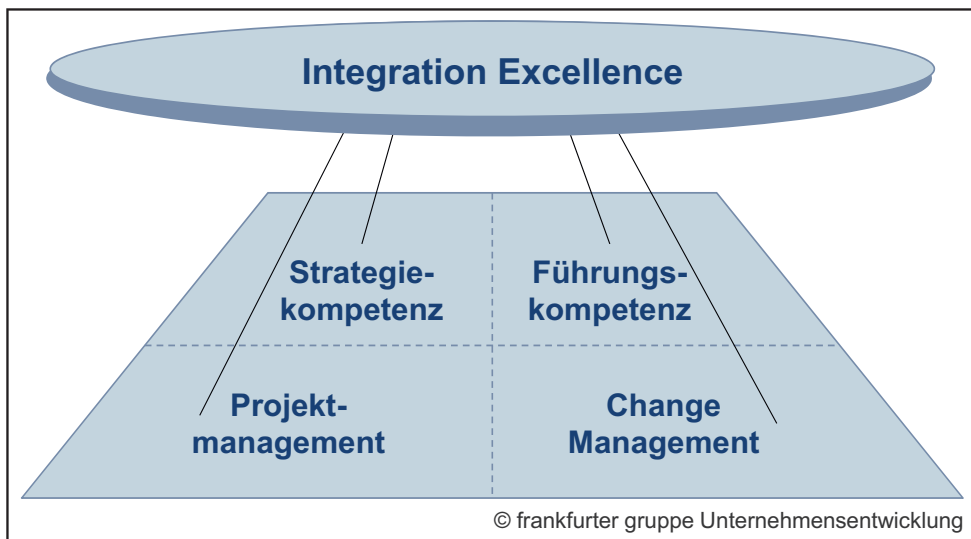 Integration Excellence
Strategie-
kompetenz
Führungs-
kompetenz
Projekt-
management
Change
Management
© frankfurter gruppe Unternehmensentwicklung